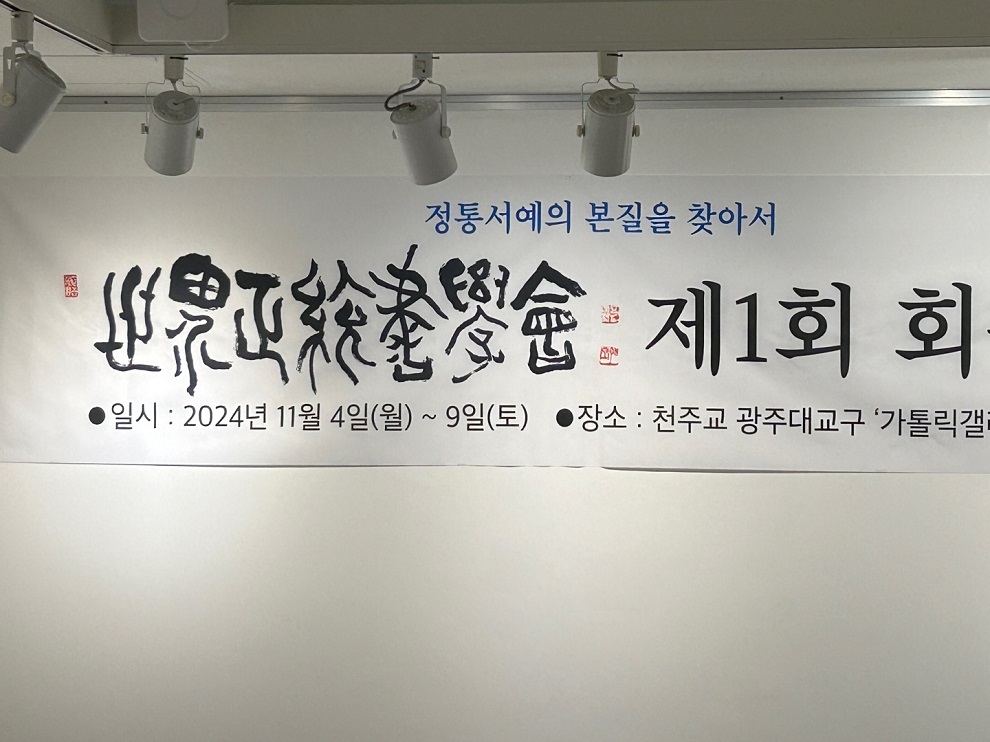 정통서예의 본질을 찾아서
世界正統書學會 제1회 회
●일시 : 2024년 11월 4일(월) ~ 9일(토) ●장소 : 천주교 광주대교구 ‘가톨릭갤